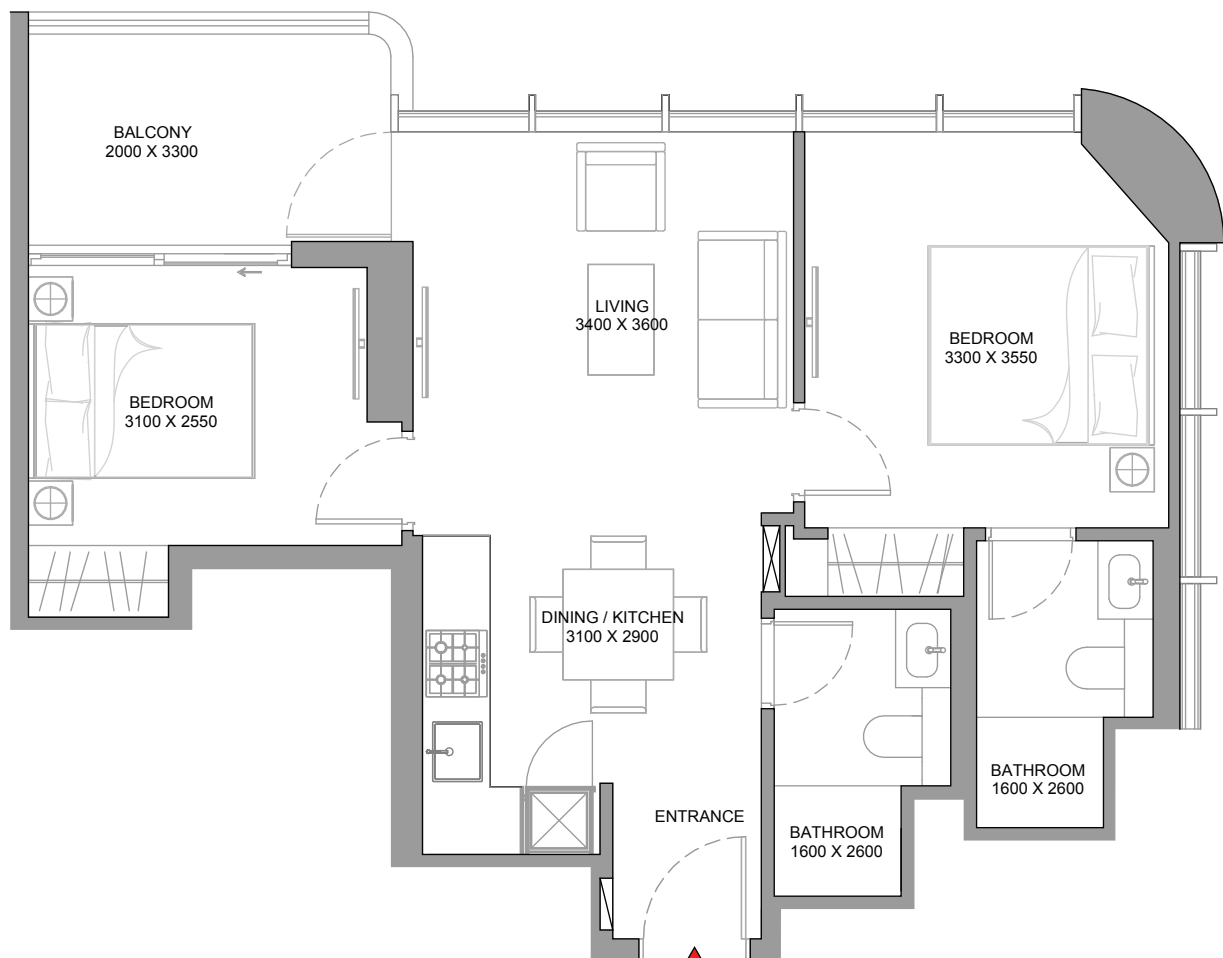 BALCONY
2000 X 3300
LIVING
3400 X 3600
BEDROOM
3300 X 3550
BEDROOM
3100 X 2550
DINING / KITCHEN
3100 X 2900
BATHROOM
1600 X 2600
ENTRANCE
BATHROOM
1600 X 2600